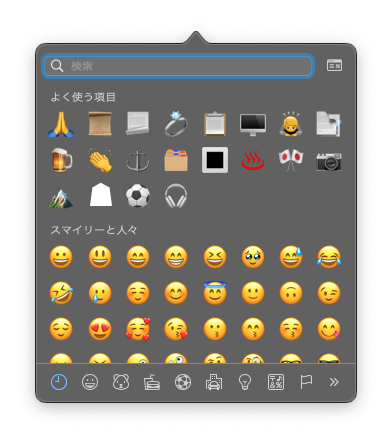 検索
よく使う項目
スマイリーと人々